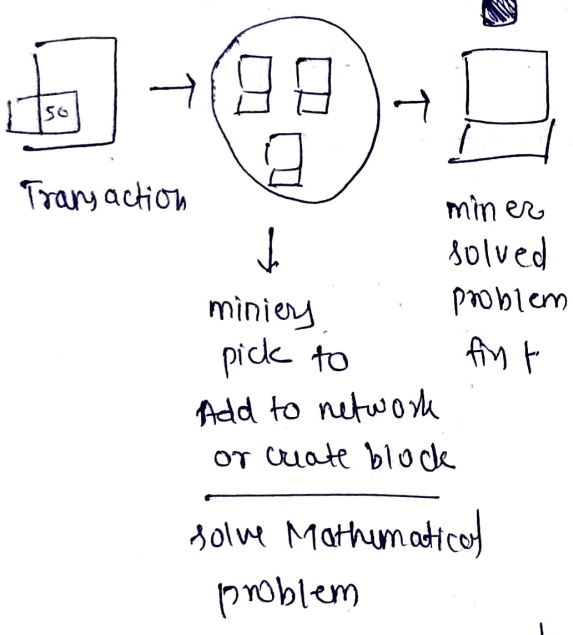 50
Transaction
miniers
pick to
Add to network
or create block
solve Mathematical
problem
miner
solved
problem
first